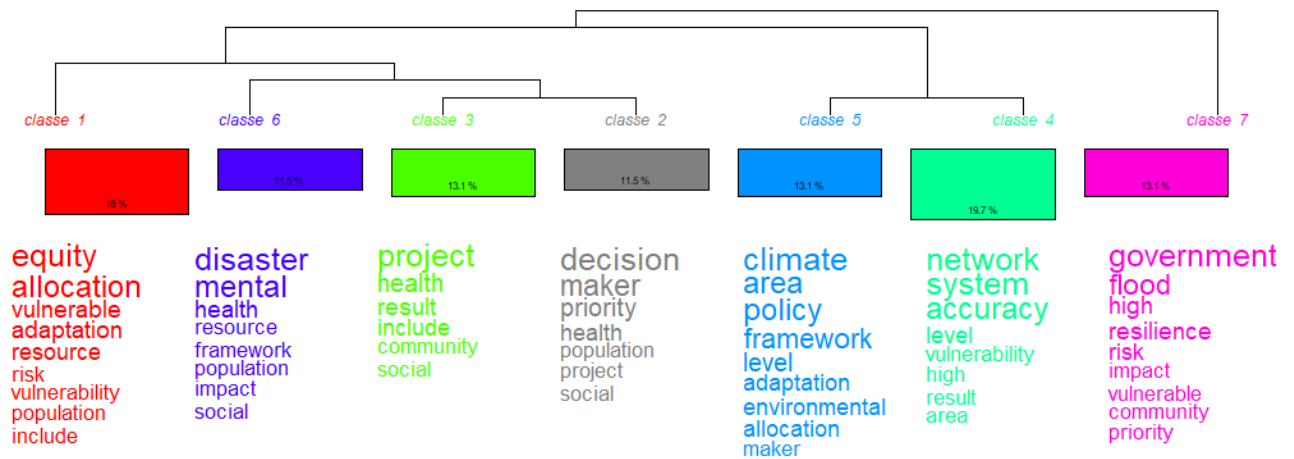 classe 1
classe 6
classe 3
classe 2
classe 5
classe 4
classe 7
18 %
11.5 %
13.1 %
11.5 %
13.1 %
19.7 %
13.1 %
equity
allocation
vulnerable
adaptation
resource
risk
vulnerability
population
include
disaster
mental
health
resource
framework
population
impact
social
project
health
result
include
community
social
decision
maker
priority
health
population
project
social
climate
area
policy
framework
level
adaptation
environmental
allocation
maker
network
system
accuracy
level
vulnerability
high
result
area
government
flood
high
resilience
risk
impact
vulnerable
community
priority